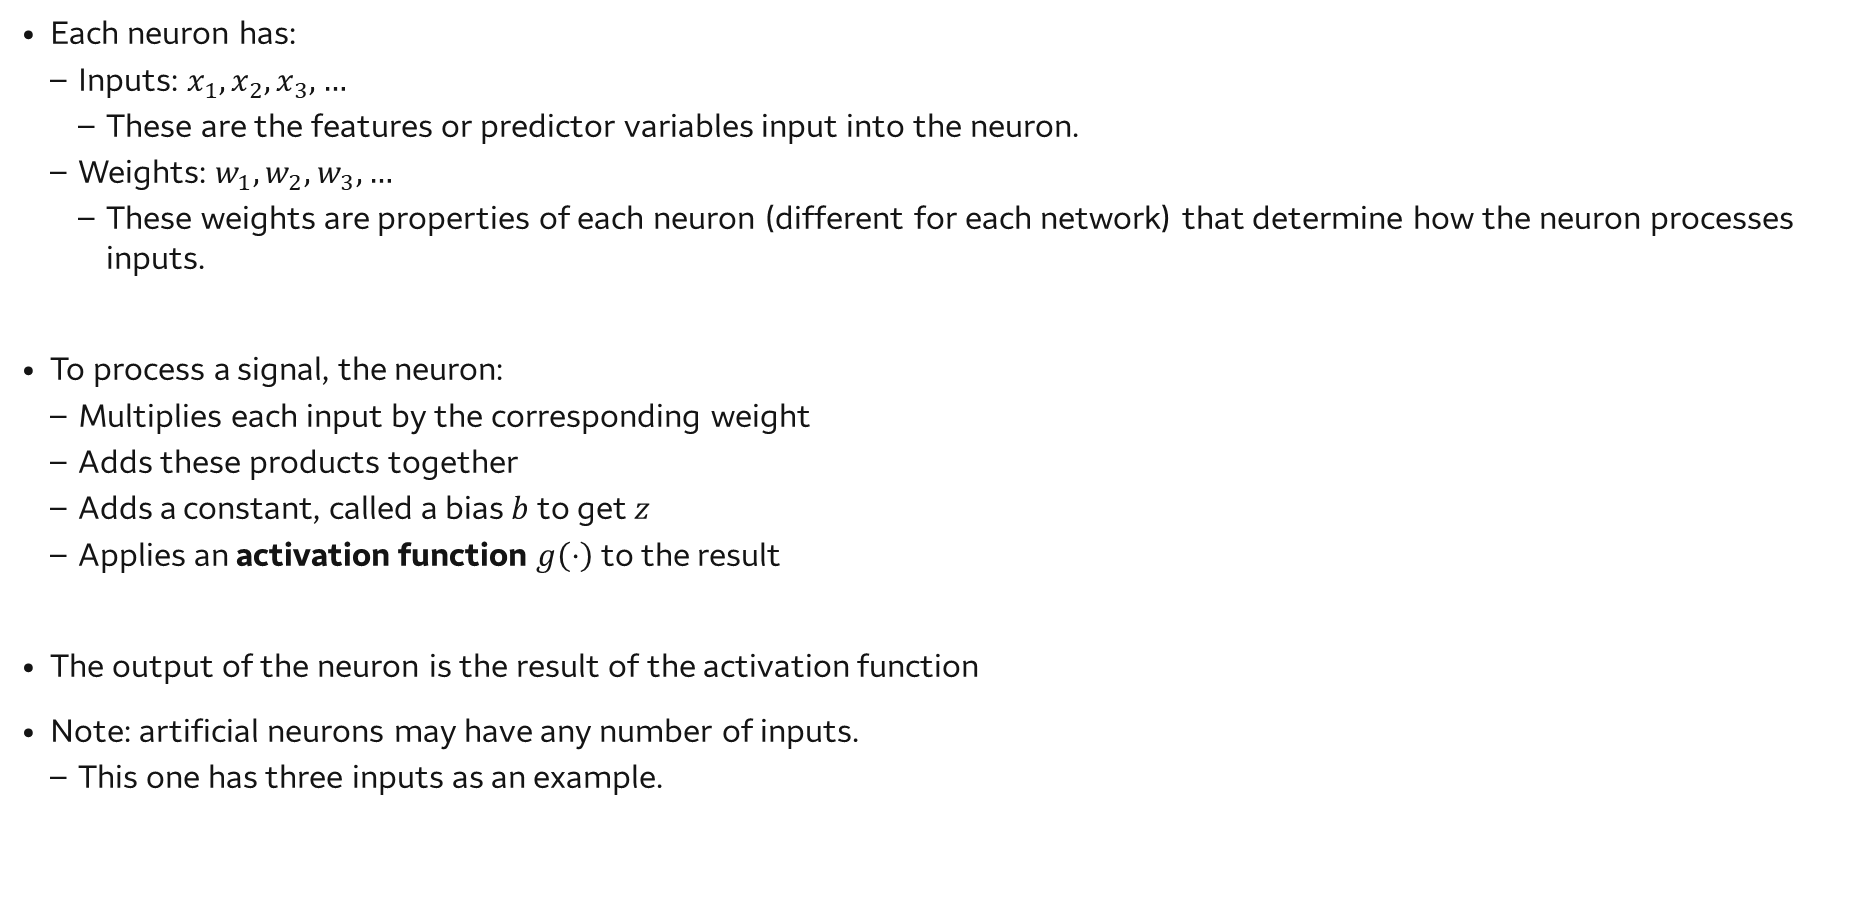 • Each neuron has:
– Inputs: x₁, x₂, x₃, …
– These are the features or predictor variables input into the neuron.
– Weights: w₁, w₂, w₃, …
– These weights are properties of each neuron (different for each network) that determine how the neuron processes
inputs.
• To process a signal, the neuron:
– Multiplies each input by the corresponding weight
– Adds these products together
– Adds a constant, called a bias b to get z
– Applies an activation function g(·) to the result
• The output of the neuron is the result of the activation function
• Note: artificial neurons may have any number of inputs.
– This one has three inputs as an example.